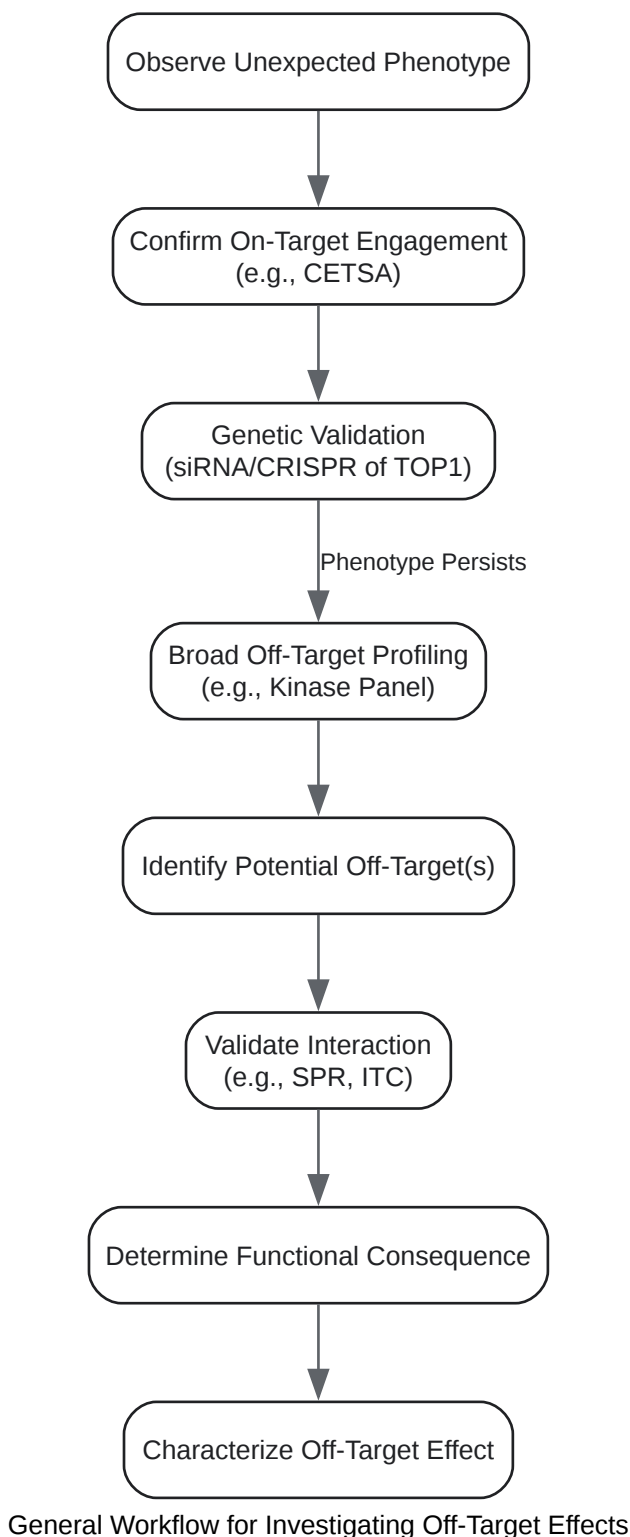 Observe Unexpected Phenotype
Confirm On-Target Engagement
(e.g., CETSA)
Genetic Validation
(siRNA/CRISPR of TOP1)
Phenotype Persists
Broad Off-Target Profiling
(e.g., Kinase Panel)
Identify Potential Off-Target(s)
Validate Interaction
(e.g., SPR, ITC)
Determine Functional Consequence
Characterize Off-Target Effect
General Workflow for Investigating Off-Target Effects